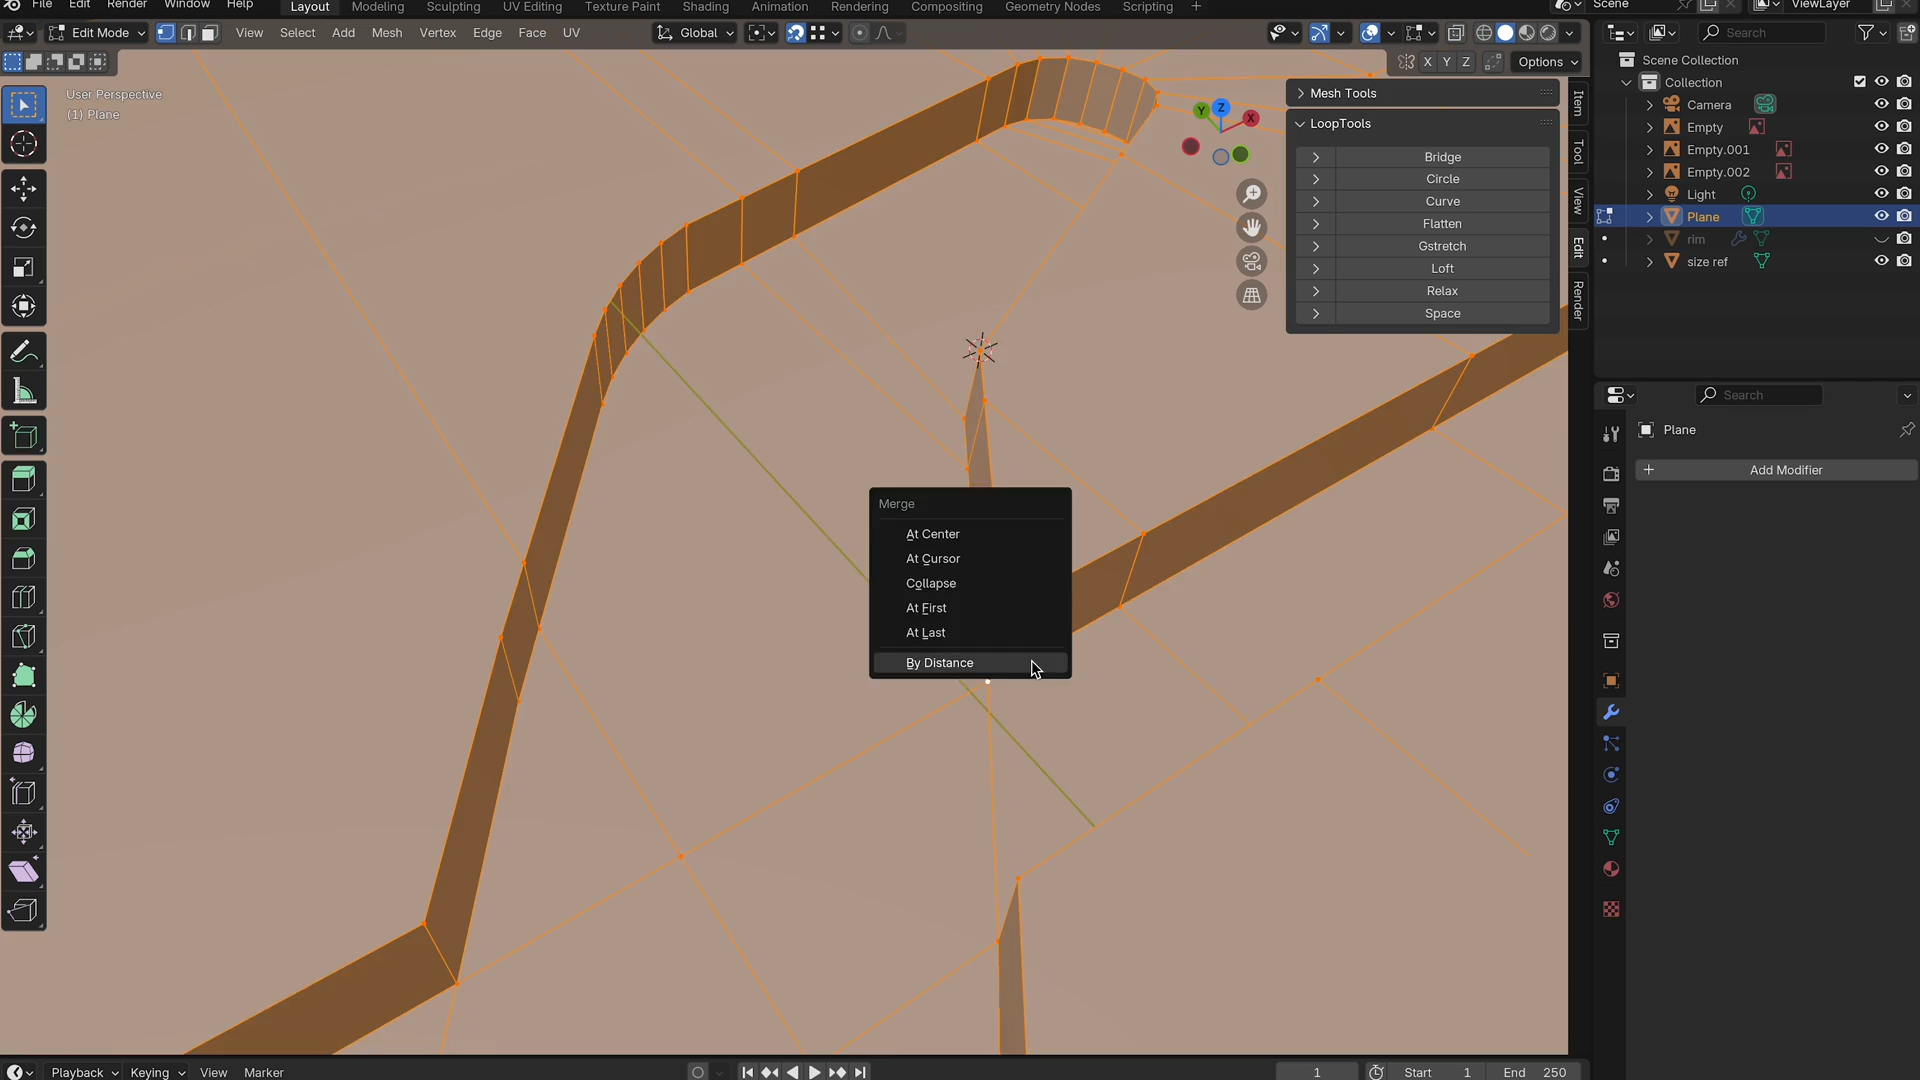 File Edit Render Window Help Layout Modeling Sculpting UV Editing Texture Paint Shading Animation Rendering Compositing Geometry Nodes Scripting + Scene ViewLayer
Edit Mode View Select Add Mesh Vertex Edge Face UV Global Search
X Y Z Options
User Perspective
(1) Plane
Mesh Tools
LoopTools
Bridge
Circle
Curve
Flatten
Gstretch
Loft
Relax
Space
Y Z X
Item
Tool
View
Edit
Render
Scene Collection
Collection
Camera
Empty
Empty.001
Empty.002
Light
Plane
rim
size ref
Search
Plane
+ Add Modifier
Merge
At Center
At Cursor
Collapse
At First
At Last
By Distance
Playback Keying View Marker 1 Start 1 End 250